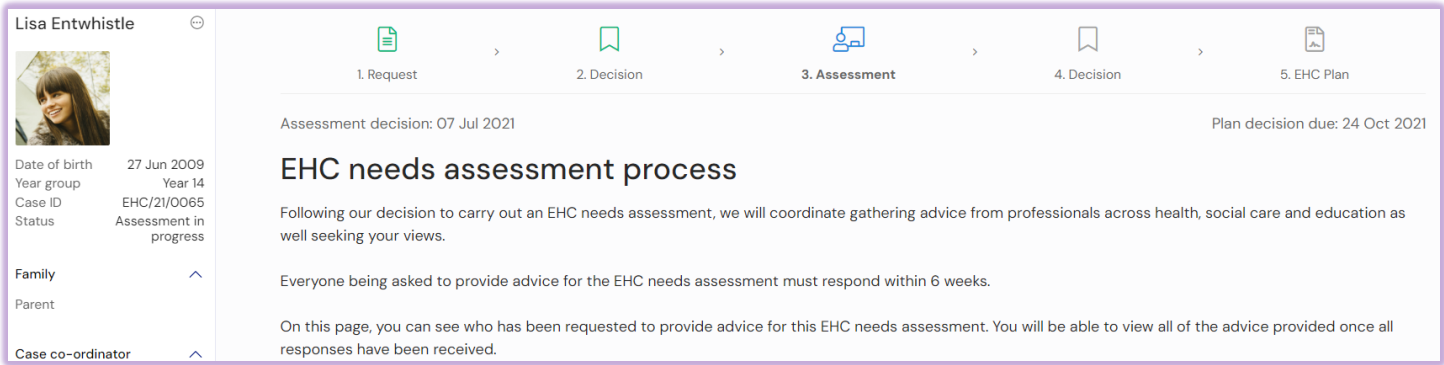 Lisa Entwhistle
Date of birth 27 Jun 2009
Year group Year 14
Case ID EHC/21/0065
Status Assessment in
progress
Family
Parent
Case co-ordinator
1. Request
2. Decision
3. Assessment
4. Decision
5. EHC Plan
Assessment decision: 07 Jul 2021
Plan decision due: 24 Oct 2021
EHC needs assessment process
Following our decision to carry out an EHC needs assessment, we will coordinate gathering advice from professionals across health, social care and education as
well seeking your views.
Everyone being asked to provide advice for the EHC needs assessment must respond within 6 weeks.
On this page, you can see who has been requested to provide advice for this EHC needs assessment. You will be able to view all of the advice provided once all
responses have been received.